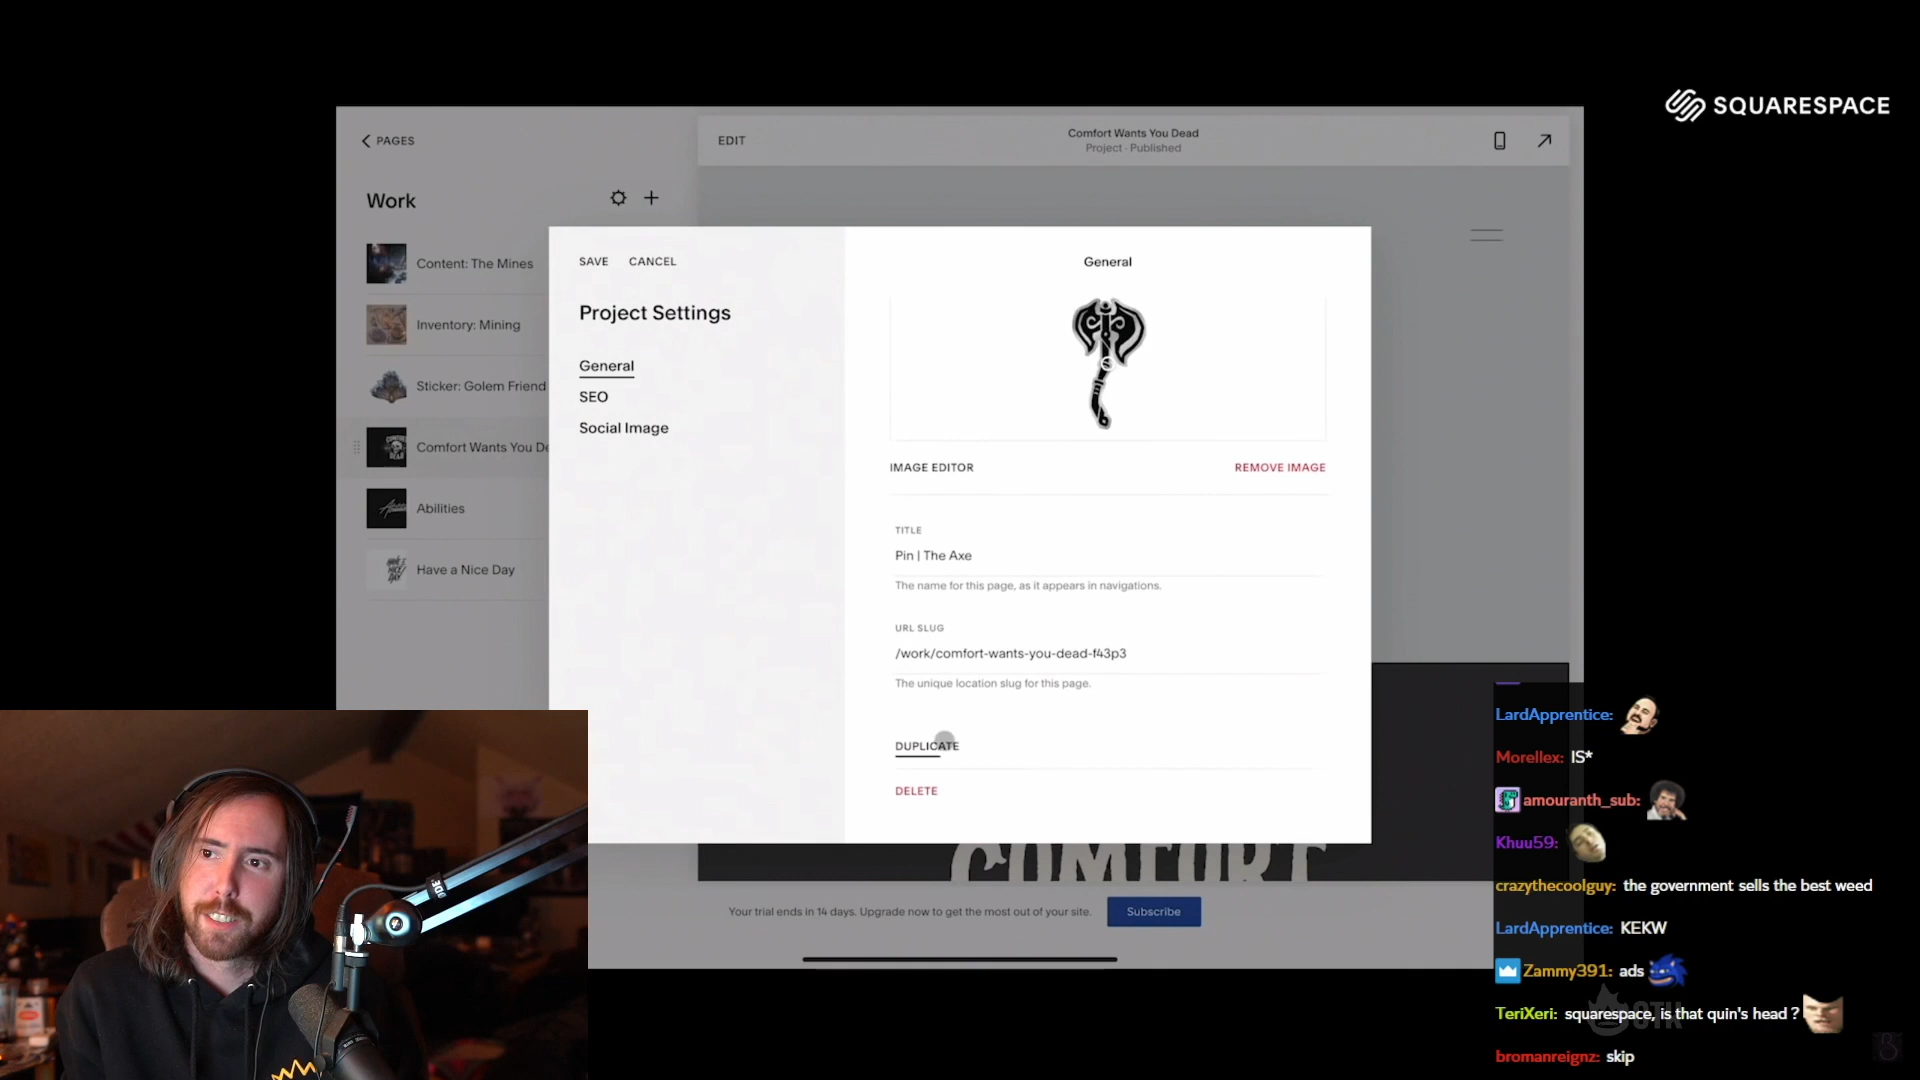 SQUARESPACE
PAGES
EDIT
Comfort Wants You Dead
Project · Published
Work
Content: The Mines
Inventory: Mining
Sticker: Golem Friend
Comfort Wants You De
Abilities
Have a Nice Day
SAVE CANCEL
Project Settings
General
SEO
Social Image
General
IMAGE EDITOR
REMOVE IMAGE
TITLE
Pin | The Axe
The name for this page, as it appears in navigations.
URL SLUG
/work/comfort-wants-you-dead-f43p3
The unique location slug for this page.
DUPLICATE
DELETE
COMFORT
Your trial ends in 14 days. Upgrade now to get the most out of your site.
Subscribe
LardApprentice:
Morellex: IS*
amouranth_sub:
Khuu59:
crazythecoolguy: the government sells the best weed
LardApprentice: KEKW
Zammy391: ads
TeriXeri: squarespace, is that quin's head ?
bromanreignz: skip